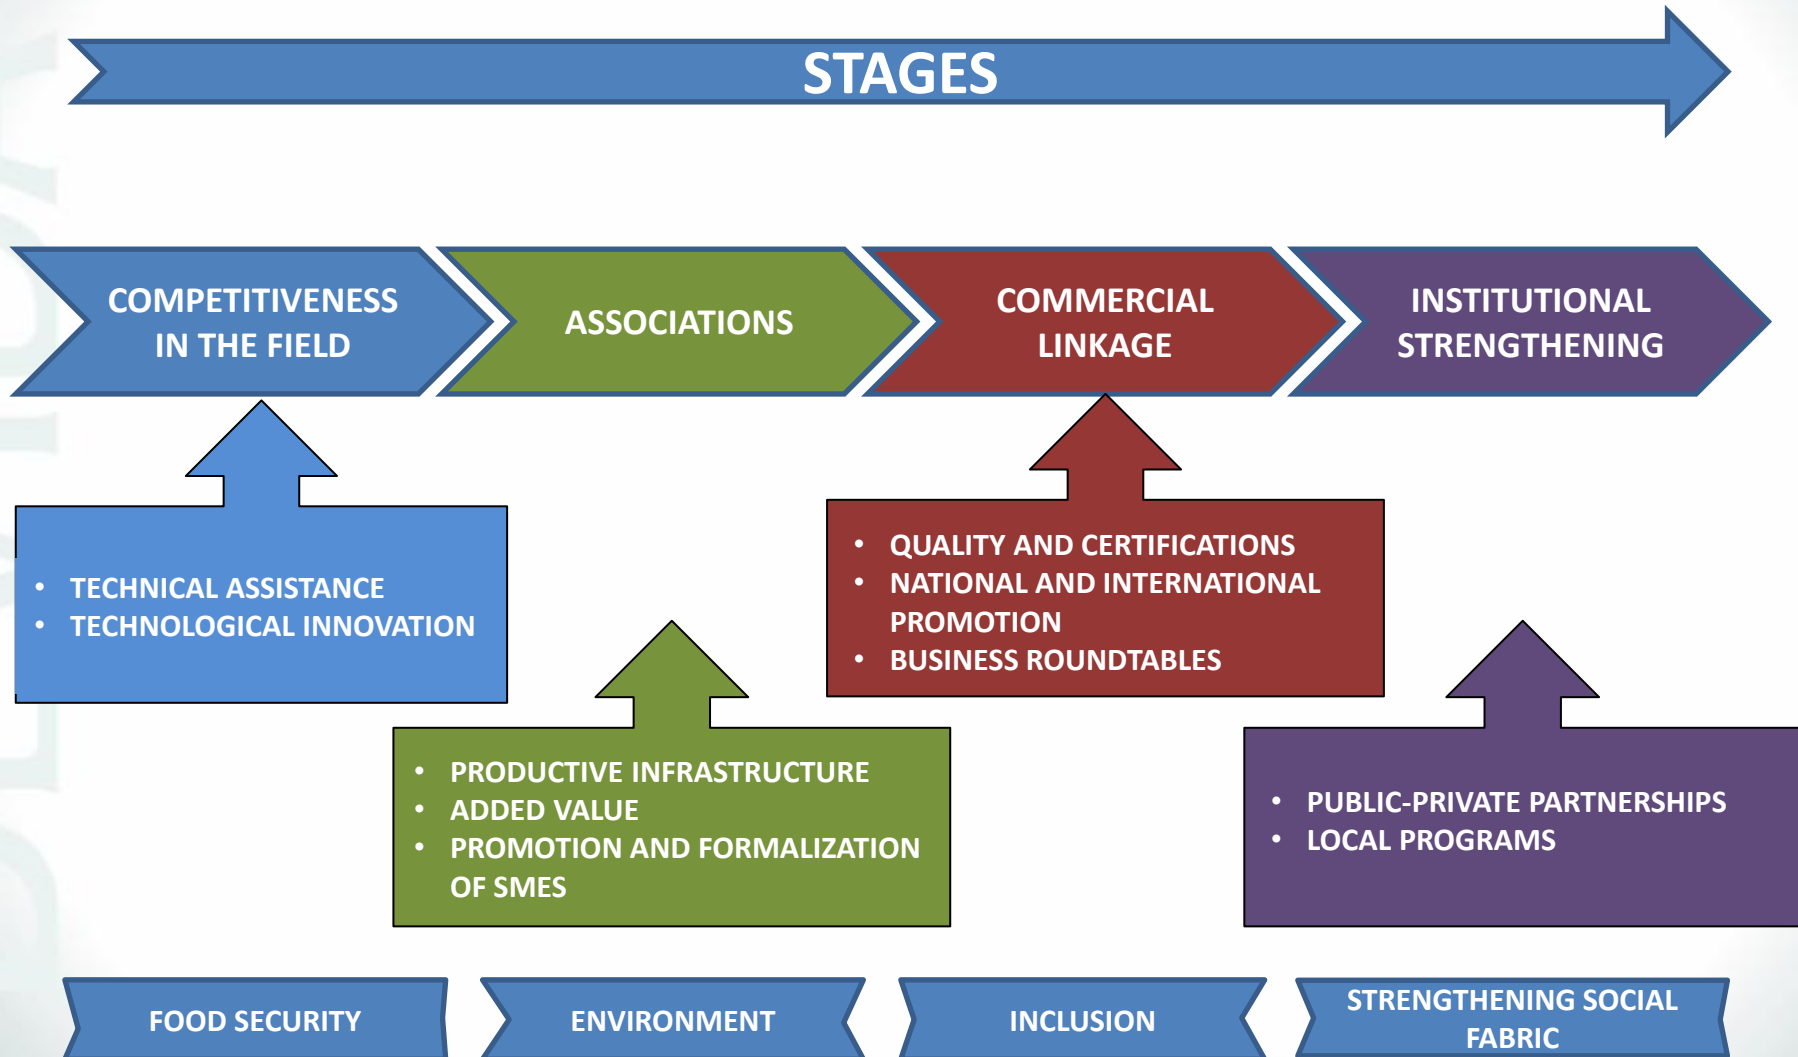 STAGES
COMPETITIVENESS
IN THE FIELD
ASSOCIATIONS
COMMERCIAL
LINKAGE
INSTITUTIONAL
STRENGTHENING
• TECHNICAL ASSISTANCE
• TECHNOLOGICAL INNOVATION
• PRODUCTIVE INFRASTRUCTURE
• ADDED VALUE
• PROMOTION AND FORMALIZATION
OF SMES
• QUALITY AND CERTIFICATIONS
• NATIONAL AND INTERNATIONAL
PROMOTION
• BUSINESS ROUNDTABLES
• PUBLIC-PRIVATE PARTNERSHIPS
• LOCAL PROGRAMS
FOOD SECURITY
ENVIRONMENT
INCLUSION
STRENGTHENING SOCIAL
FABRIC